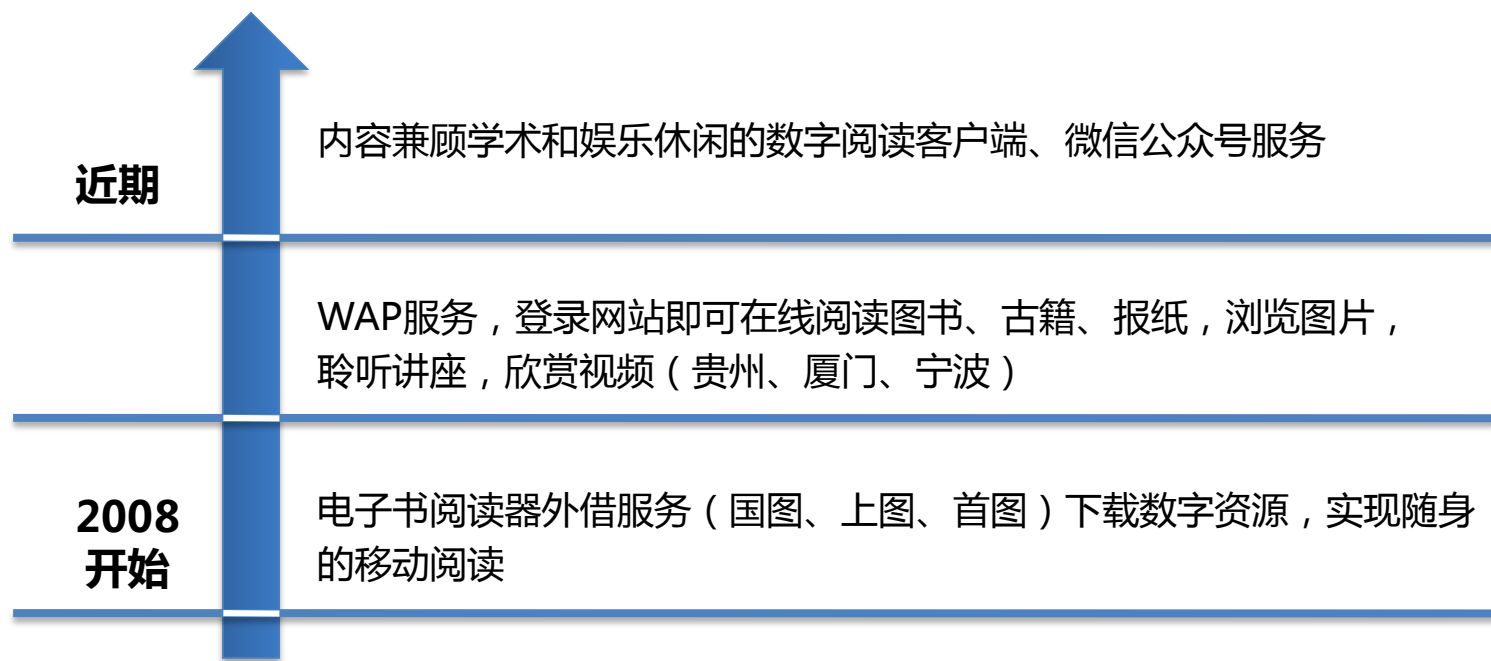 内容兼顾学术和娱乐休闲的数字阅读客户端、微信公众号服务
近期
WAP服务，登录网站即可在线阅读图书、古籍、报纸，浏览图片，
聆听讲座，欣赏视频（贵州、厦门、宁波）
2008
开始
电子书阅读器外借服务（国图、上图、首图）下载数字资源，实现随身
的移动阅读